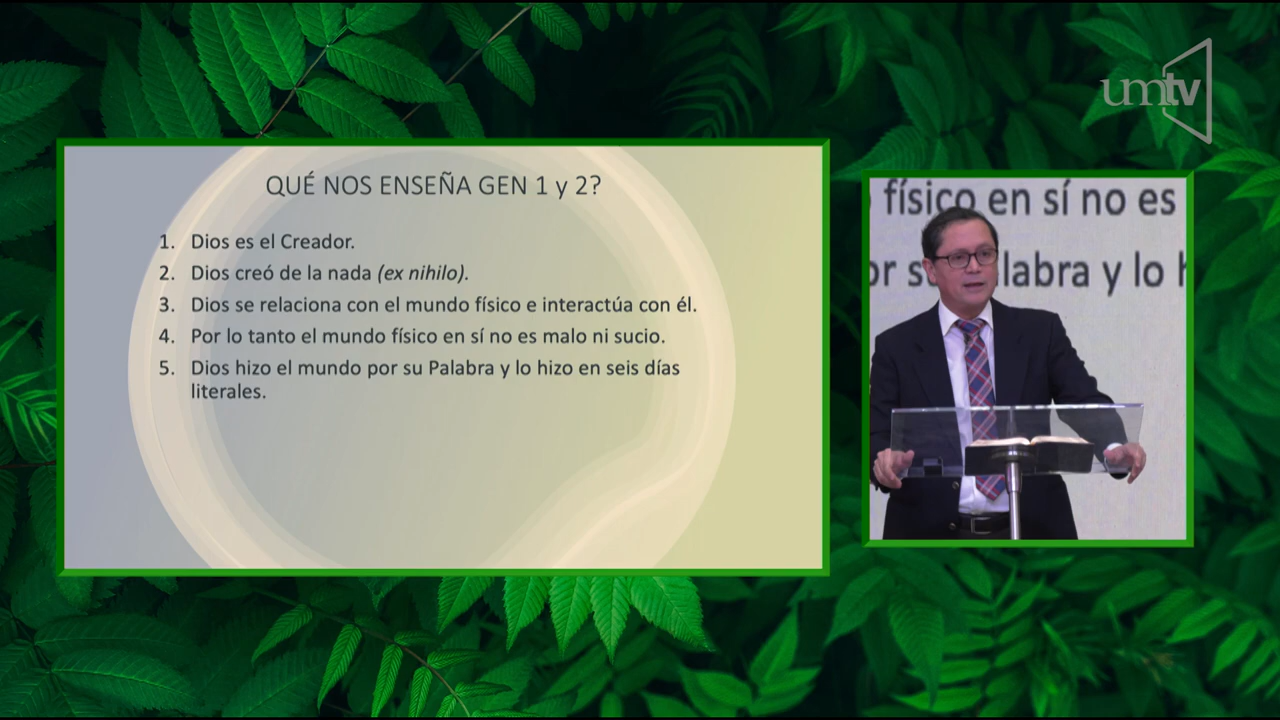 umtv
QUÉ NOS ENSEÑA GEN 1 y 2?
1. Dios es el Creador.
2. Dios creó de la nada (ex nihilo).
3. Dios se relaciona con el mundo físico e interactúa con él.
4. Por lo tanto el mundo físico en sí no es malo ni sucio.
5. Dios hizo el mundo por su Palabra y lo hizo en seis días
literales.
físico en sí no es
or su alabra y lo h